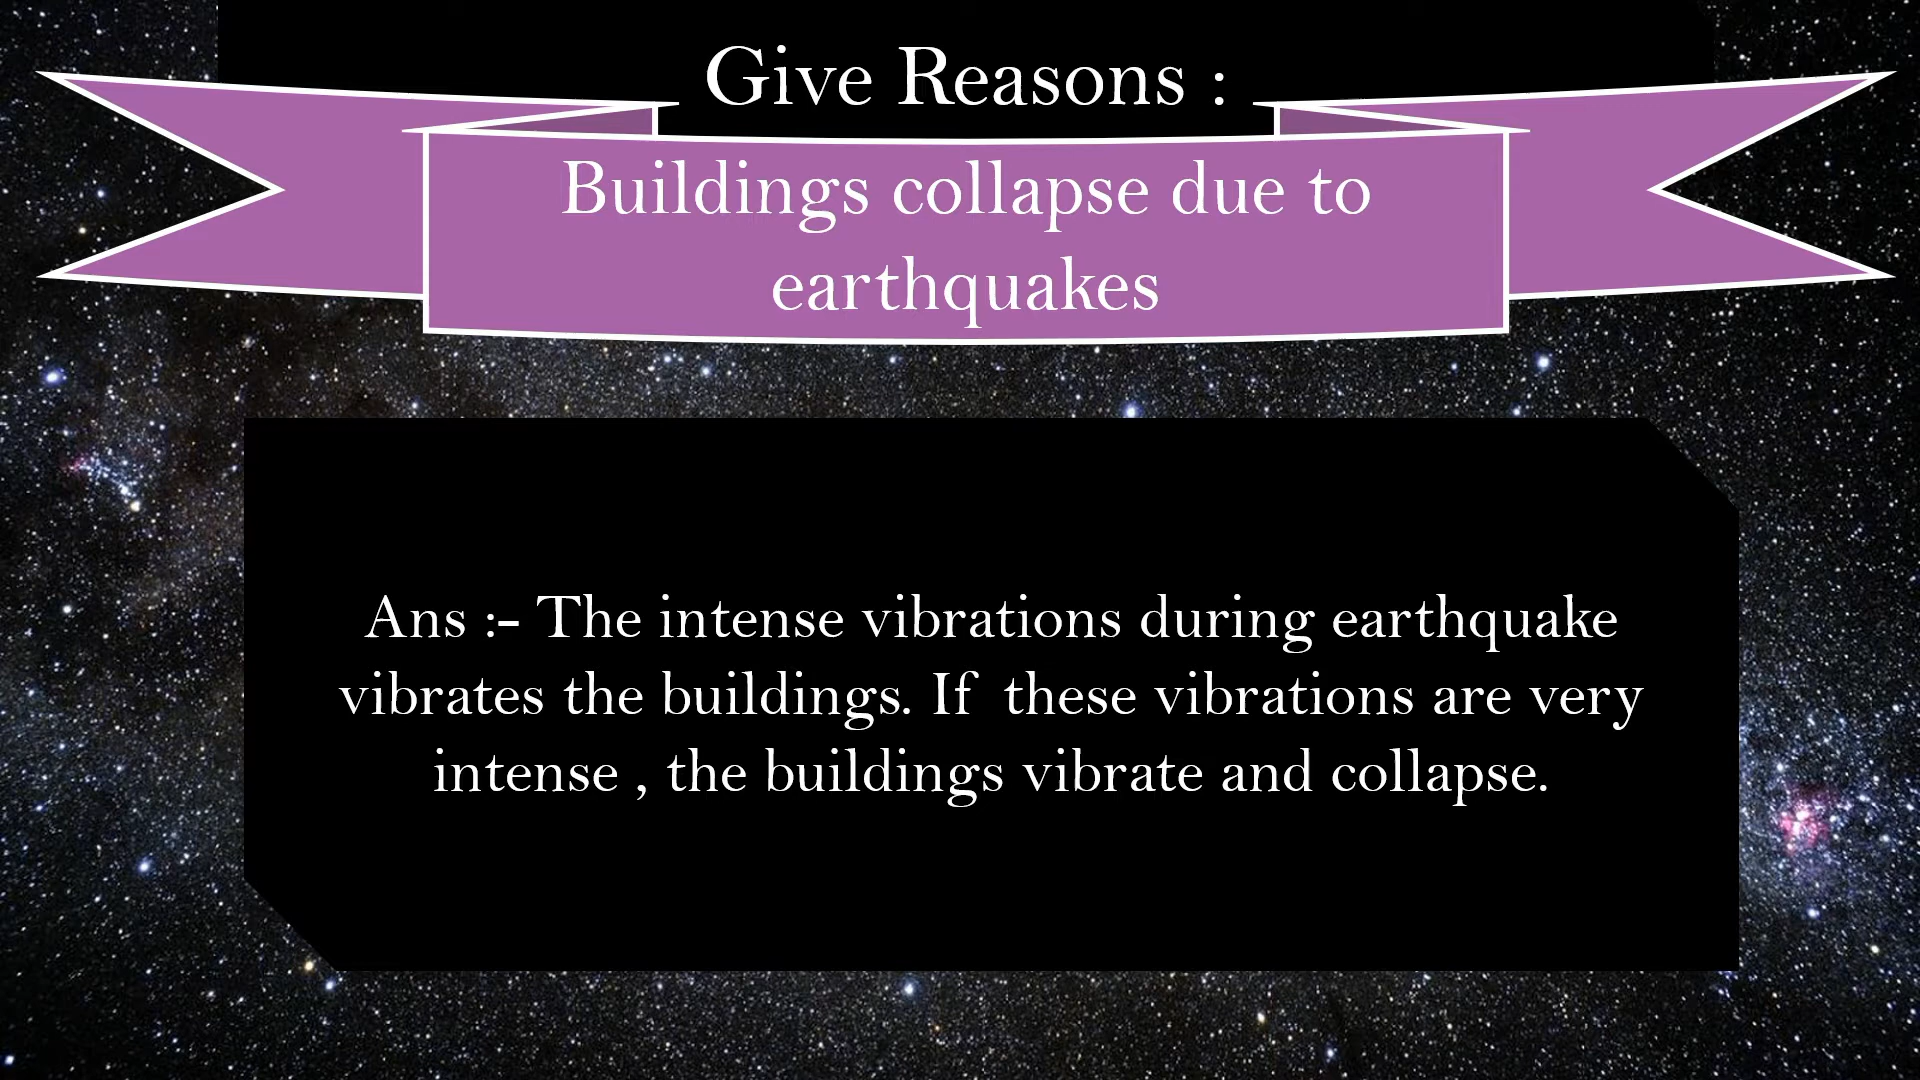 Give Reasons :
Buildings collapse due to
earthquakes
Ans :- The intense vibrations during earthquake
vibrates the buildings. If  these vibrations are very
intense , the buildings vibrate and collapse.